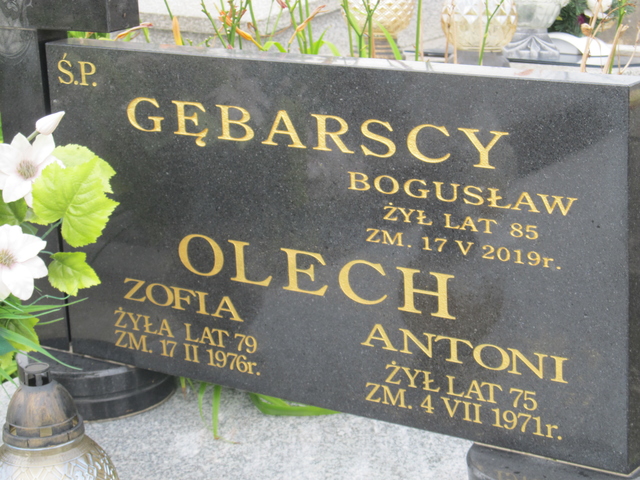 Ś.P.
GĘBARSCY
BOGUSŁAW
ŻYŁ LAT 85
ZM. 17 V 2019r.
OLECH
ZOFIA
ŻYŁA LAT 79
ZM. 17 II 1976r.
ANTONI
ŻYŁ LAT 75
ZM. 4 VII 1971r.